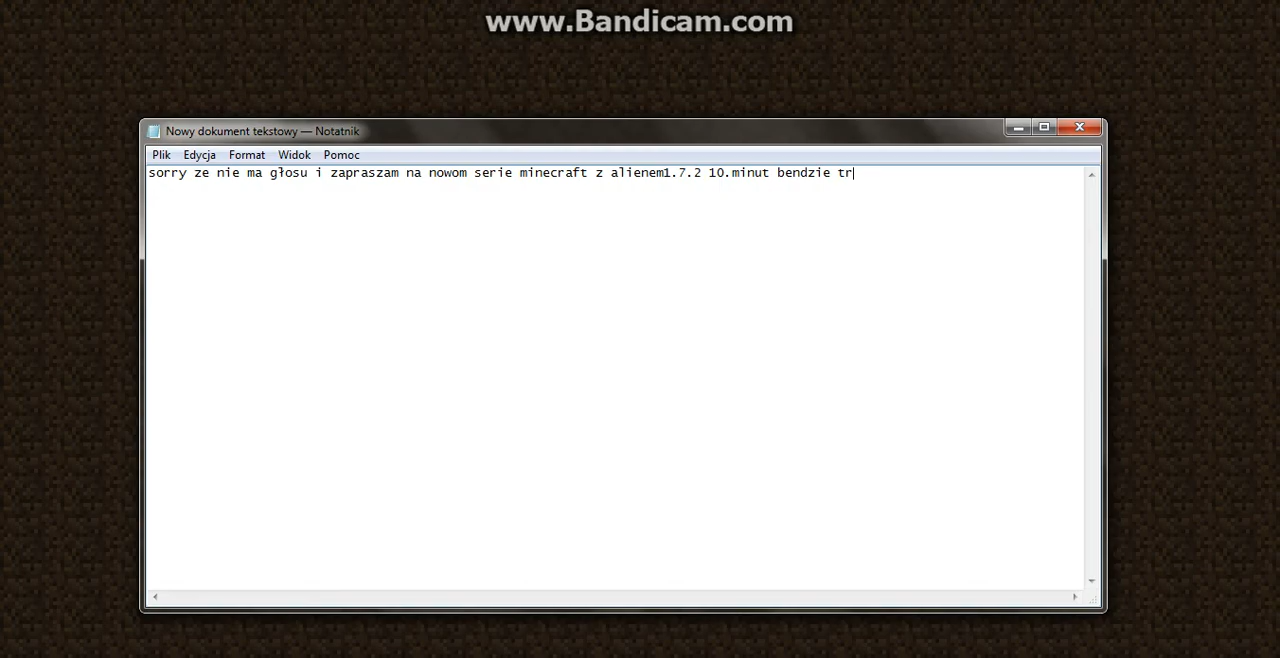 www.Bandicam.com
Nowy dokument tekstowy — Notatnik
Plik Edycja Format Widok Pomoc
sorry ze nie ma głosu i zapraszam na nowom serie minecraft z alienem1.7.2 10.minut bendzie tr